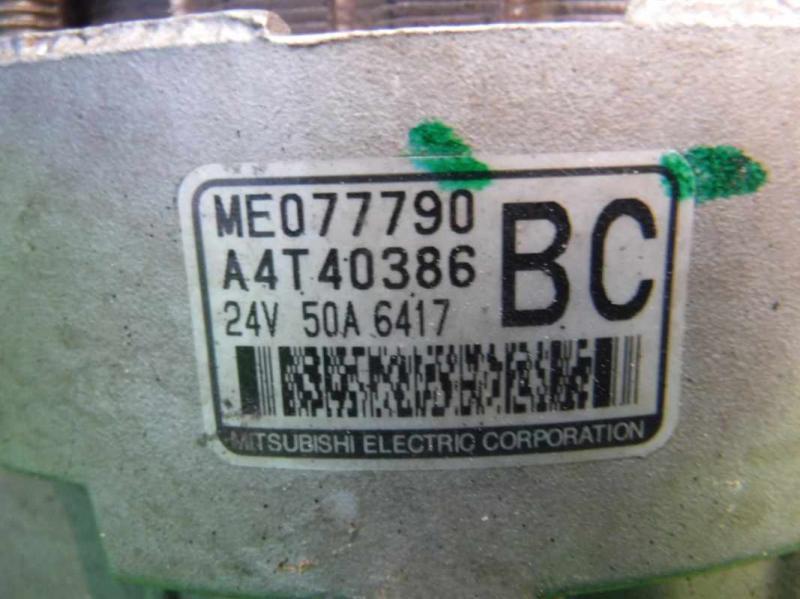 ME077790
A4T40386
BC
24V 50A 6417
MITSUBISHI ELECTRIC CORPORATION